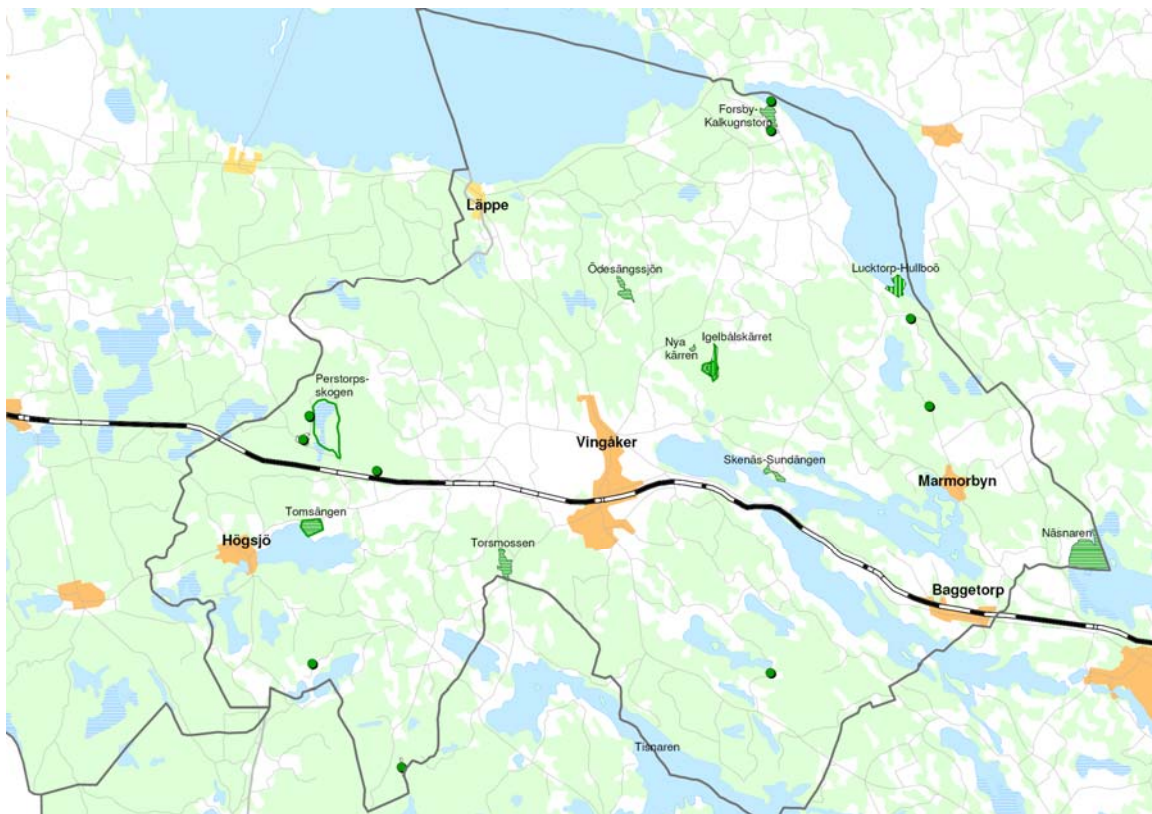 Forsby-
Kalkugnstorp
Läppe
Ödesängssjön
Lucktorp-Hullboö
Nya
kärren
Igelbålskärret
Perstorps-
skogen
Vingåker
Skenäs-Sundängen
Marmorbyn
Tomsängen
Högsjö
Torsmossen
Näsnaren
Baggetorp
Tisnaren